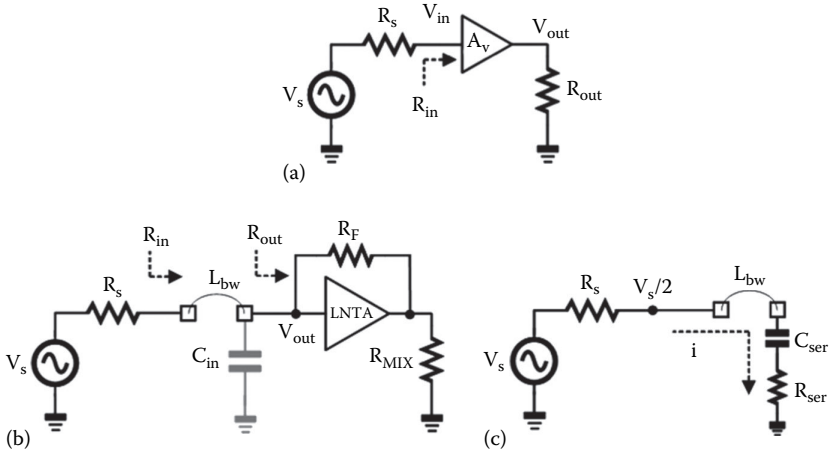 R_s
V_in
A_v
V_out
V_s
R_in
R_out
(a)
R_in
R_out
R_F
R_s
L_bw
V_out
LNTA
V_s
C_in
R_MIX
(b)
R_s
V_s/2
L_bw
V_s
i
C_ser
R_ser
(c)